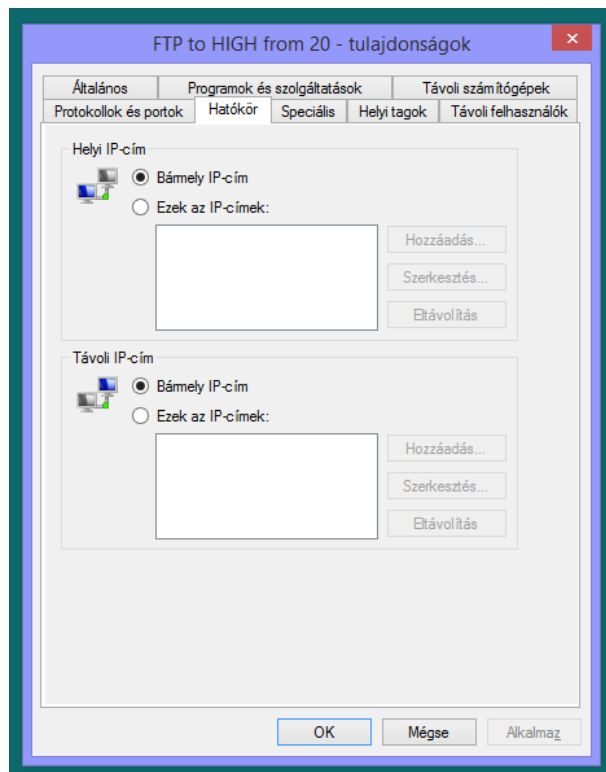 FTP to HIGH from 20 - tulajdonságok
Általános Programok és szolgáltatások Távoli számítógépek
Protokollok és portok Hatókör Speciális Helyi tagok Távoli felhasználók
Helyi IP-cím
Bármely IP-cím
Ezek az IP-címek:
Hozzáadás...
Szerkesztés...
Eltávolítás
Távoli IP-cím
Bármely IP-cím
Ezek az IP-címek:
Hozzáadás...
Szerkesztés...
Eltávolítás
OK Mégse Alkalmaz